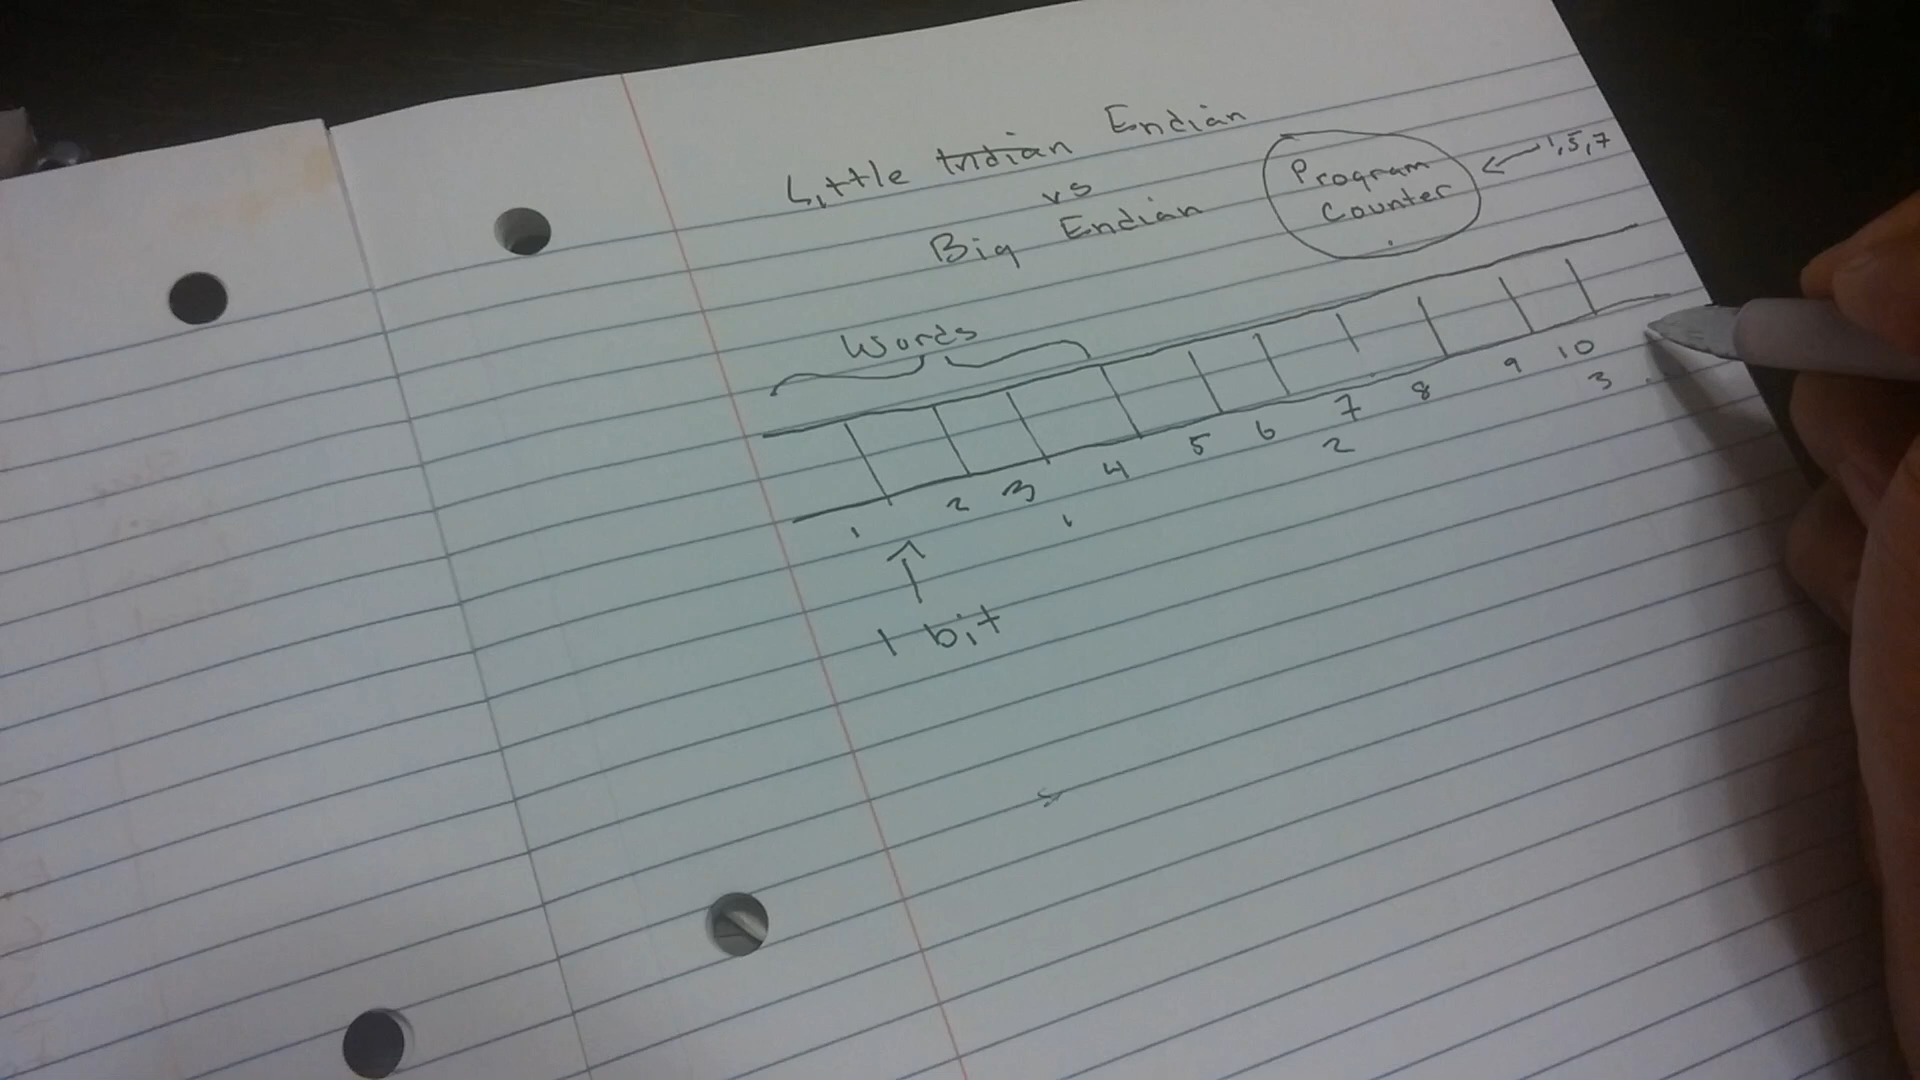 Little Indian Endian
vs
Big Endian
Program
Counter
1,5,7
Words
1 2 3 4 5 6 7 8 9 10
1 2 3
1 bit